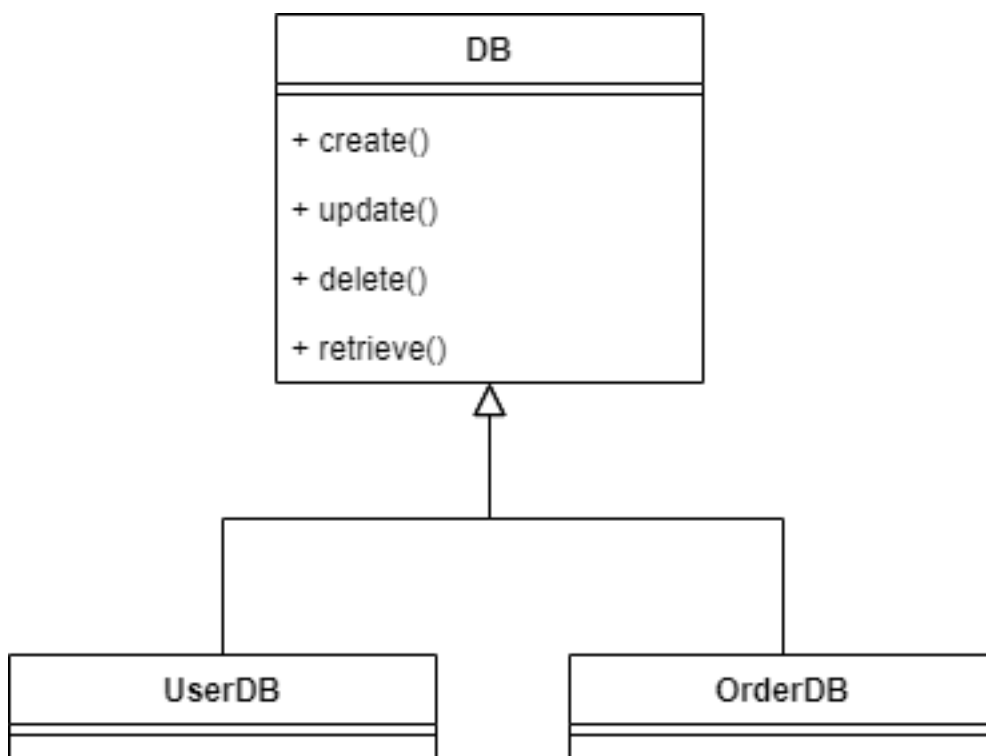 DB
+ create()
+ update()
+ delete()
+ retrieve()
UserDB
OrderDB